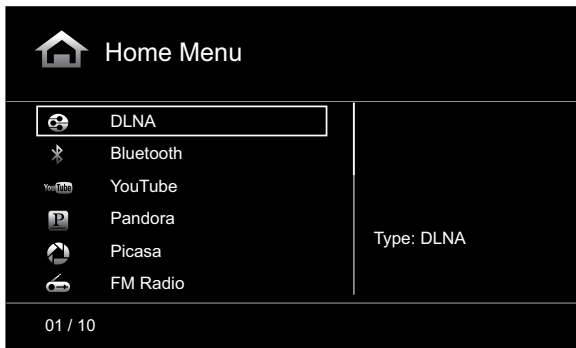 Home Menu
DLNA
Bluetooth
YouTube YouTube
P Pandora
Picasa
FM Radio
Type: DLNA
01 / 10